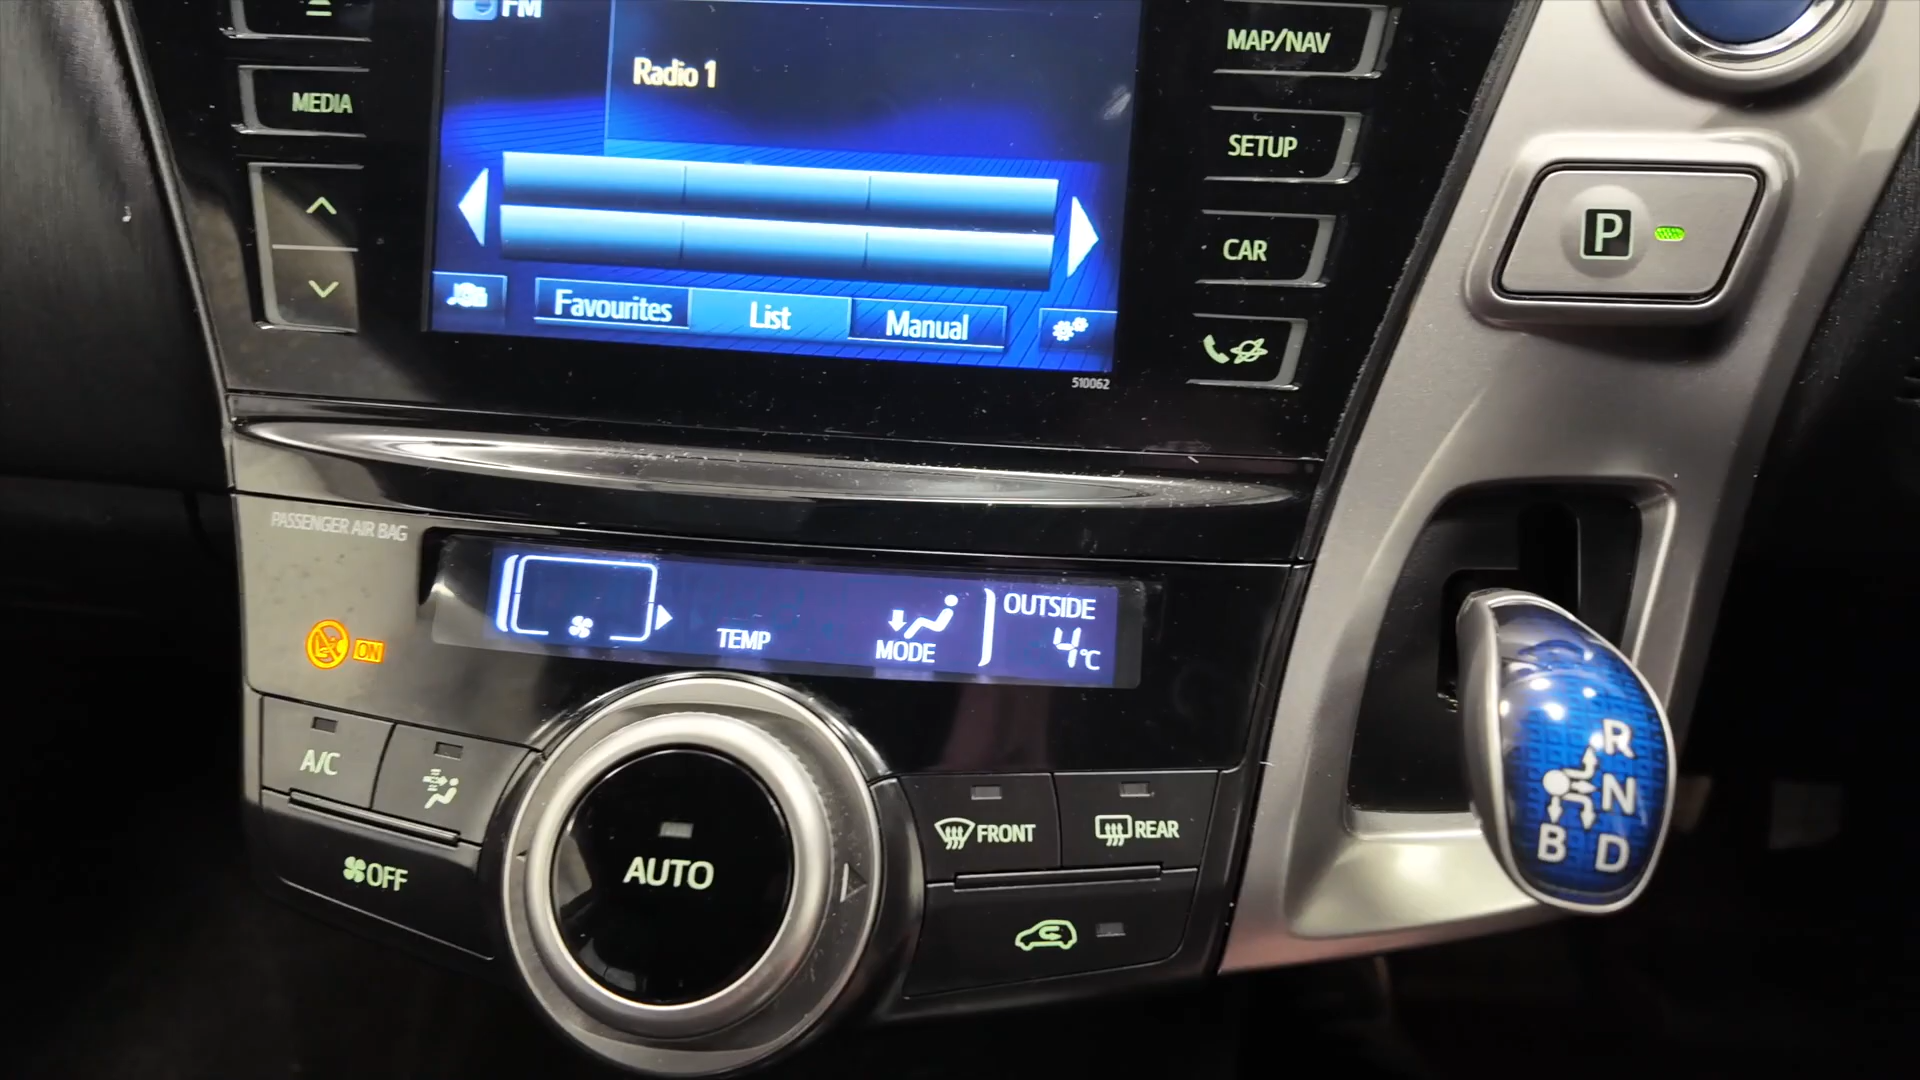 FM
Radio 1
MEDIA
MAP/NAV
SETUP
CAR
Favourites
List
Manual
510062
P
PASSENGER AIR BAG
ON
TEMP
MODE
OUTSIDE
4°C
A/C
OFF
AUTO
FRONT
REAR
R
N
B
D